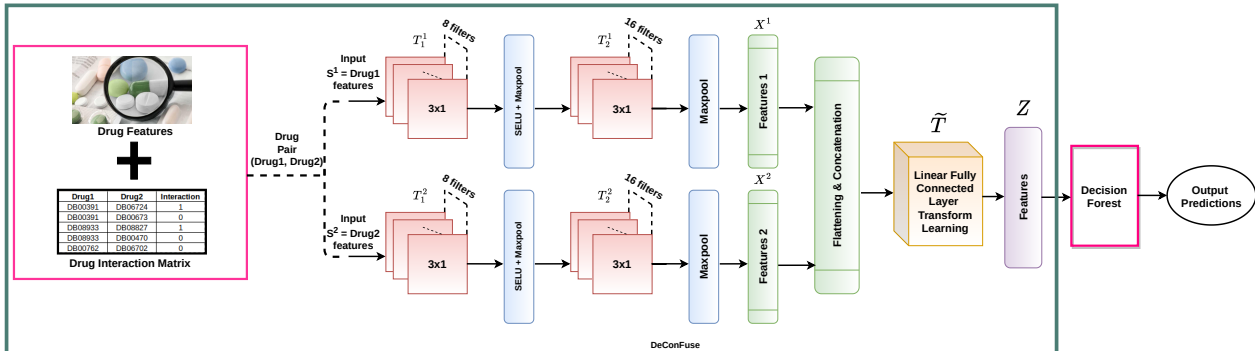 Drug Features
Drug1 Drug2 Interaction
DB00391 DB06724 1
DB00391 DB00673 0
DB08933 DB08827 1
DB08933 DB00470 0
DB00762 DB06702 0
Drug Interaction Matrix
Drug
Pair
(Drug1, Drug2)
Input
S¹ = Drug1
features
T₁¹
8 filters
3x1
SELU + Maxpool
T₂¹
16 filters
3x1
Maxpool
X¹
Features 1
Input
S² = Drug2
features
T₁²
8 filters
3x1
SELU + Maxpool
T₂²
16 filters
3x1
Maxpool
X²
Features 2
Flattening & Concatenation
T̃
Linear Fully
Connected
Layer
Transform
Learning
Z
Features
Decision
Forest
Output
Predictions
DeConFuse